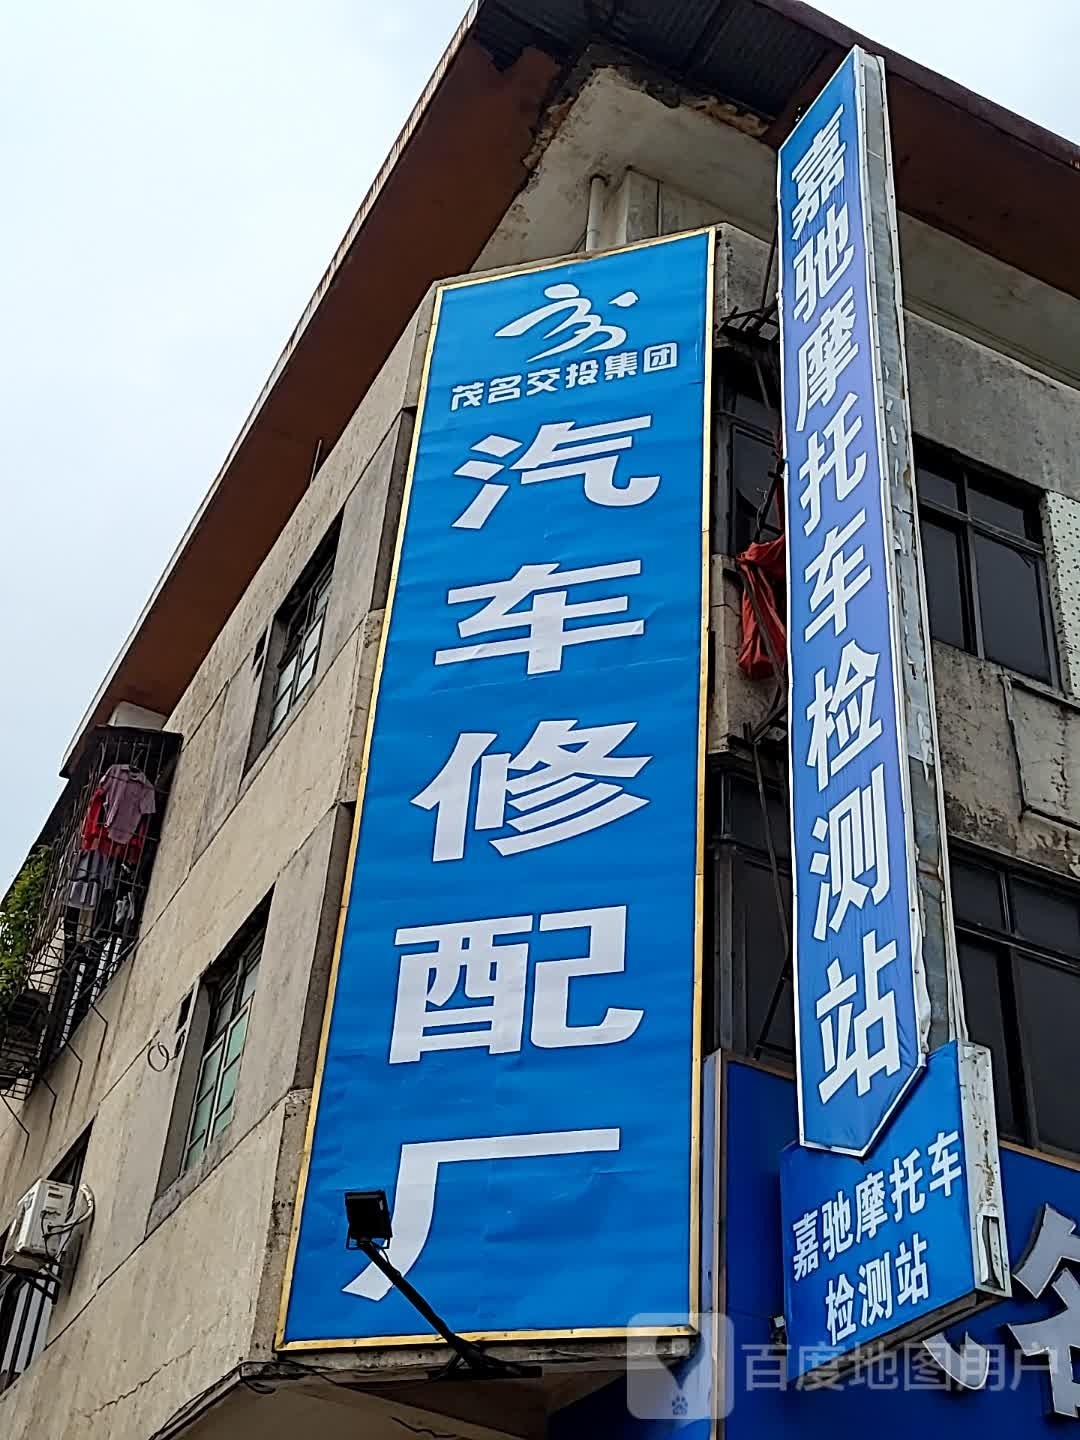 茂名交投集团
汽车修配厂
嘉驰摩托车检测站
嘉驰摩托车
检测站
百度地图用户